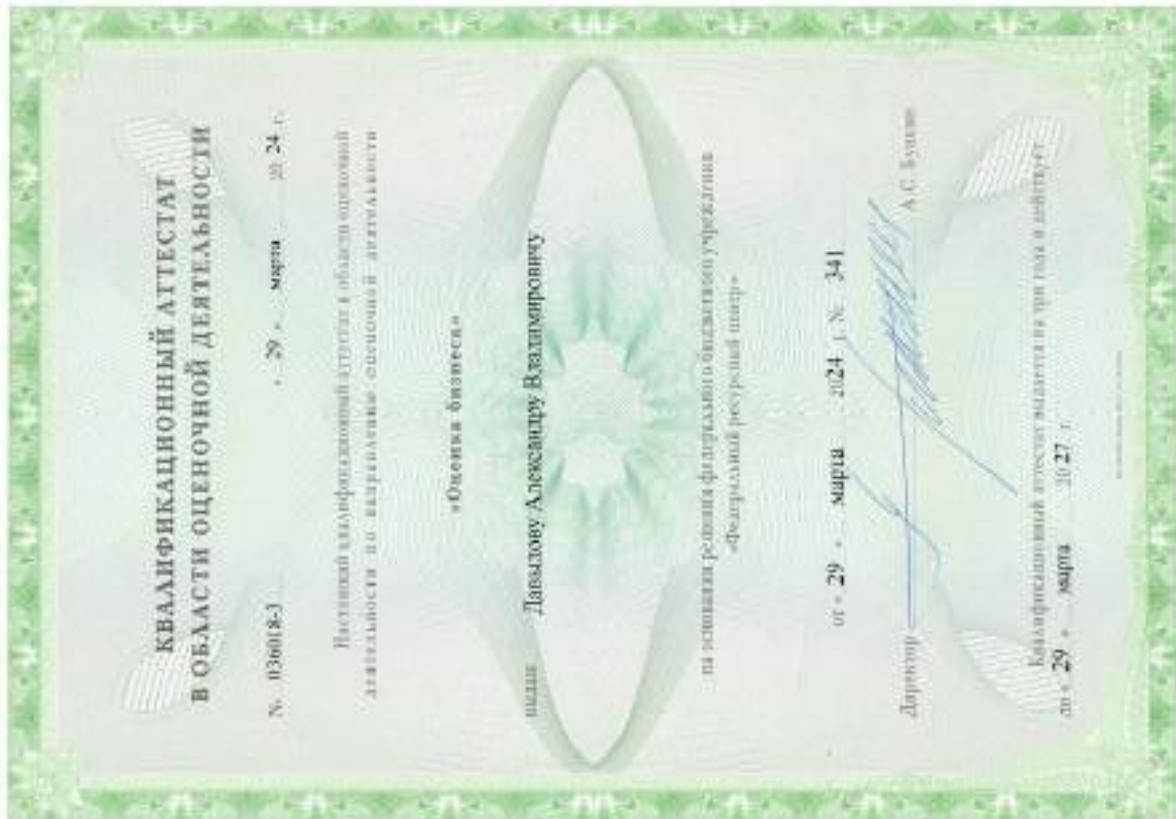 КВАЛИФИКАЦИОННЫЙ АТТЕСТАТ
В ОБЛАСТИ ОЦЕНОЧНОЙ ДЕЯТЕЛЬНОСТИ
№ 036018-3 « 29 » марта 20 24 г.
Настоящий квалификационный аттестат в области оценочной
деятельности по направлению оценочной деятельности
«Оценка бизнеса»
выдан Давыдову Александру Владимировичу
на основании решения федерального бюджетного учреждения
«Федеральный ресурсный центр»
от « 29 » марта 2024 г. № 341
Директор А.С. Бункин
Квалификационный аттестат выдается на три года и действует
до « 29 » марта 20 27 г.